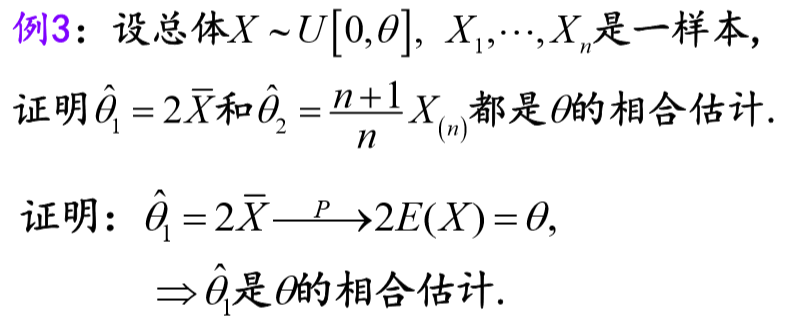 例3：设总体X ~ U[0,θ], X₁,⋯,Xₙ是一样本,
证明θ̂₁ = 2X̄和θ̂₂ = (n+1)/n X₍ₙ₎都是θ的相合估计.
证明：θ̂₁ = 2X̄ —P→ 2E(X) = θ,
⇒ θ̂₁是θ的相合估计.